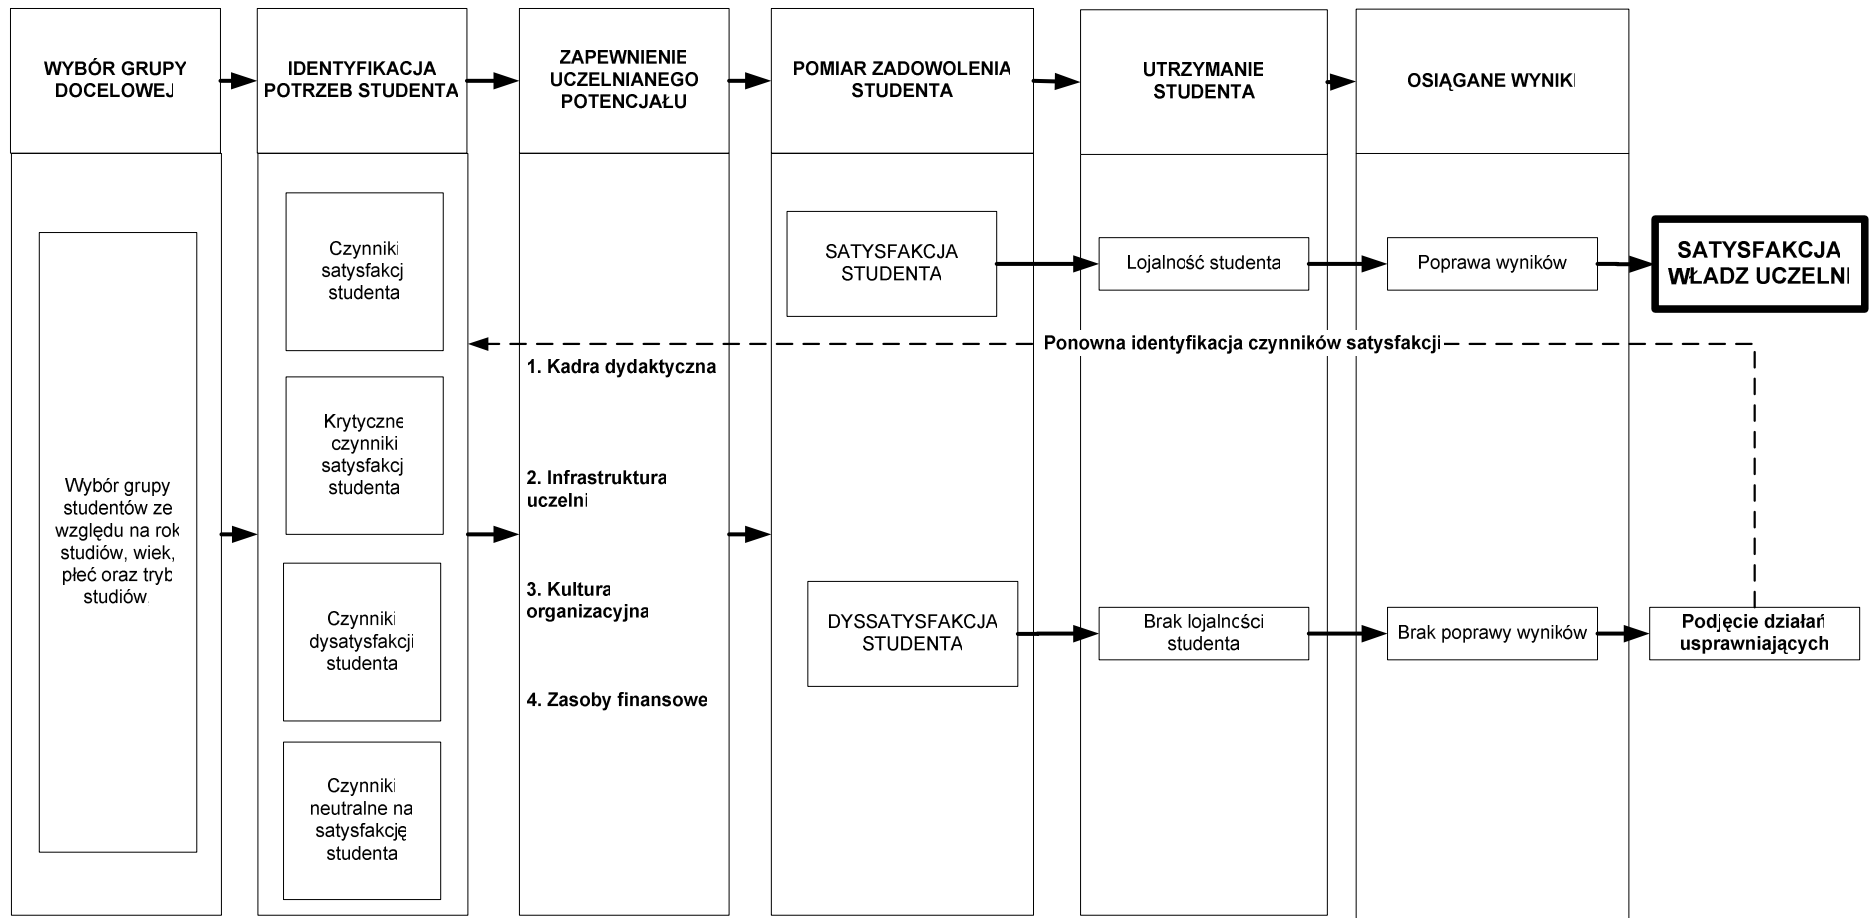 WYBÓR GRUPY
DOCELOWEJ
IDENTYFIKACJA
POTRZEB STUDENTA
ZAPEWNIENIE
UCZELNIANEGO
POTENCJAŁU
POMIAR ZADOWOLENIA
STUDENTA
UTRZYMANIE
STUDENTA
OSIĄGANE WYNIKI
Wybór grupy
studentów ze
względu na rok
studiów, wiek,
płeć oraz tryb
studiów
Czynniki
satysfakcji
studenta
Krytyczne
czynniki
satysfakcji
studenta
Czynniki
dysatysfakcji
studenta
Czynniki
neutralne na
satysfakcję
studenta
1. Kadra dydaktyczna
2. Infrastruktura
uczelni
3. Kultura
organizacyjna
4. Zasoby finansowe
SATYSFAKCJA
STUDENTA
Lojalność studenta
Poprawa wyników
SATYSFAKCJA
WŁADZ UCZELNI
Ponowna identyfikacja czynników satysfakcji
DYSSATYSFAKCJA
STUDENTA
Brak lojalności
studenta
Brak poprawy wyników
Podjęcie działań
usprawniających